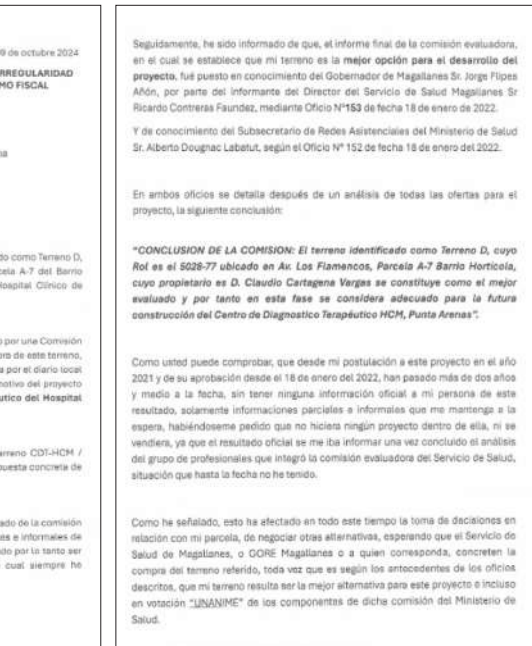 9 de octubre 2024
RREGULARIDAD
MO FISCAL
do como Terreno D,
cela A-7 del Barrio
Hospital Clínico de
o por una Comisión
ora de este terreno,
a por el diario local
motivo del proyecto
utico del Hospital
erreno CDT-HCM /
puesta concreta de
ado de la comisión
es e informales de
do por lo tanto ser
cual siempre he
Seguidamente, he sido informado de que, el informe final de la comisión evaluadora,
en el cual se establece que mi terreno es la mejor opción para el desarrollo del
proyecto, fué puesto en conocimiento del Gobernador de Magallanes Sr. Jorge Flipes
Añón, por parte del informante del Director del Servicio de Salud Magallanes Sr
Ricardo Contreras Faundez, mediante Oficio N°153 de fecha 18 de enero de 2022.
Y de conocimiento del Subsecretario de Redes Asistenciales del Ministerio de Salud
Sr. Alberto Dougnac Labatut, según el Oficio N° 152 de fecha 18 de enero del 2022.
En ambos oficios se detalla después de un análisis de todas las ofertas para el
proyecto, la siguiente conclusión:
"CONCLUSION DE LA COMISION: El terreno identificado como Terreno D, cuyo
Rol es el 5028-77 ubicado en Av. Los Flamencos, Parcela A-7 Barrio Horticola,
cuyo propietario es D. Claudio Cartagena Vargas se constituye como el mejor
evaluado y por tanto en esta fase se considera adecuado para la futura
construcción del Centro de Diagnostico Terapéutico HCM, Punta Arenas".
Como usted puede comprobar, que desde mi postulación a este proyecto en el año
2021 y de su aprobación desde el 18 de enero del 2022, han pasado más de dos años
y medio a la fecha, sin tener ninguna información oficial a mi persona de este
resultado, solamente informaciones parciales e informales que me mantenga a la
espera, habiéndoseme pedido que no hiciera ningún proyecto dentro de ella, ni se
vendiera, ya que el resultado oficial se me iba informar una vez concluido el análisis
del grupo de profesionales que integró la comisión evaluadora del Servicio de Salud,
situación que hasta la fecha no he tenido.
Como he señalado, esto ha afectado en todo este tiempo la toma de decisiones en
relación con mi parcela, de negociar otras alternativas, esperando que el Servicio de
Salud de Magallanes, o GORE Magallanes o a quien corresponda, concreten la
compra del terreno referido, toda vez que es según los antecedentes de los oficios
descritos, que mi terreno resulta ser la mejor alternativa para este proyecto e incluso
en votación "UNANIME" de los componentes de dicha comisión del Ministerio de
Salud.